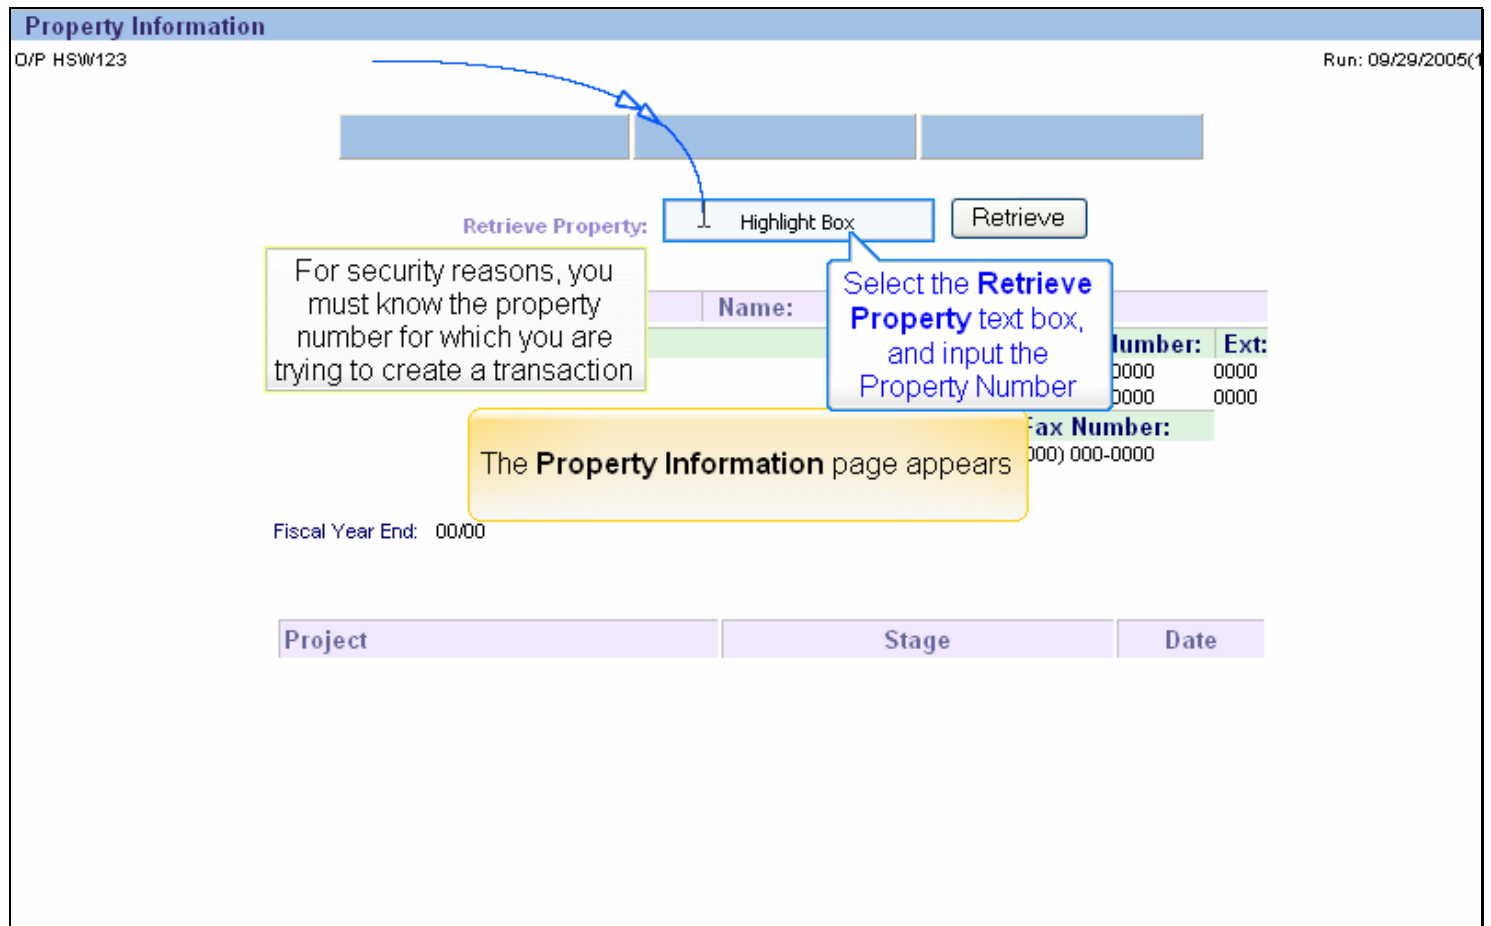 Property Information
O/P HSW123
Run: 09/29/2005(
Retrieve Property:
Highlight Box
Retrieve
For security reasons, you
must know the property
number for which you are
trying to create a transaction
Select the Retrieve
Property text box,
and input the
Property Number
Name:
Ext:
0000
0000
0000
0000
Number:
000-0000
The Property Information page appears
Fiscal Year End: 00/00
Project
Stage
Date